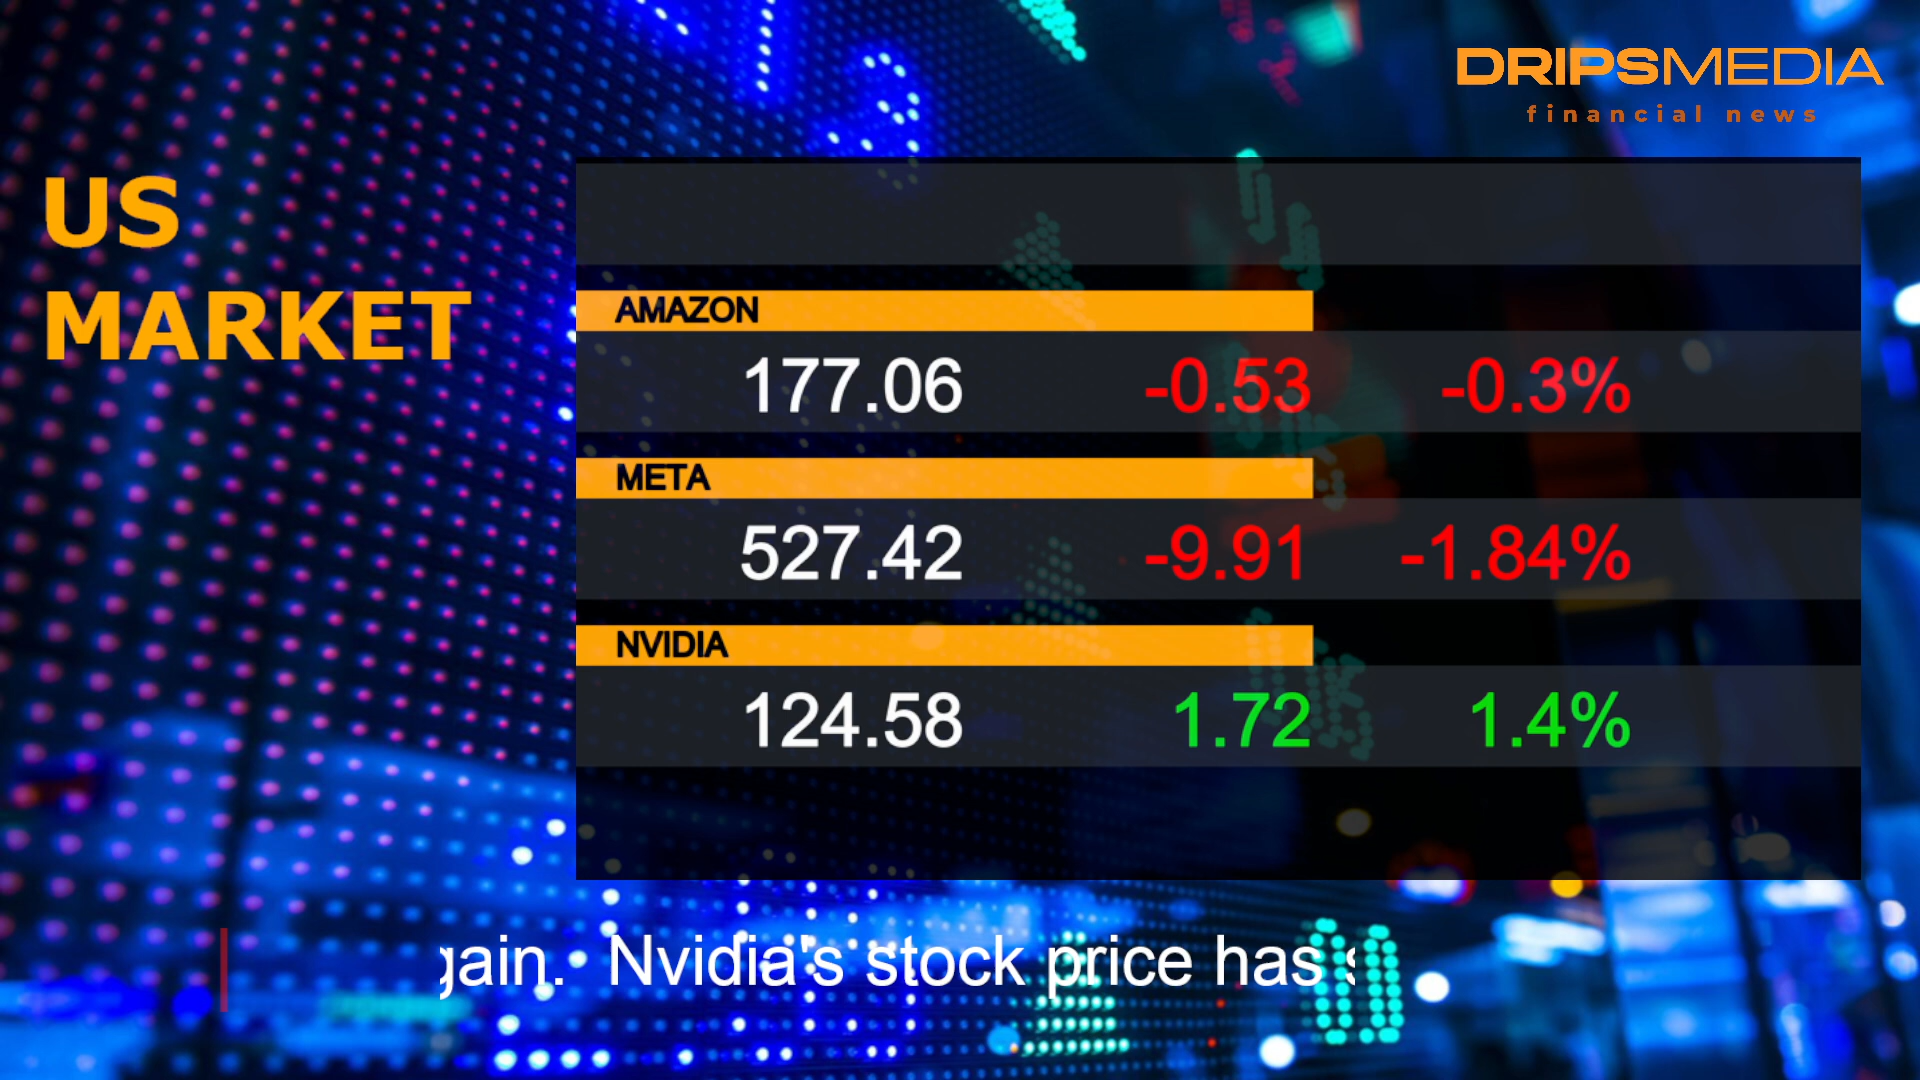 DRIPSMEDIA
financial news
US
MARKET
AMAZON
177.06 -0.53 -0.3%
META
527.42 -9.91 -1.84%
NVIDIA
124.58 1.72 1.4%
Nvidia's stock price has